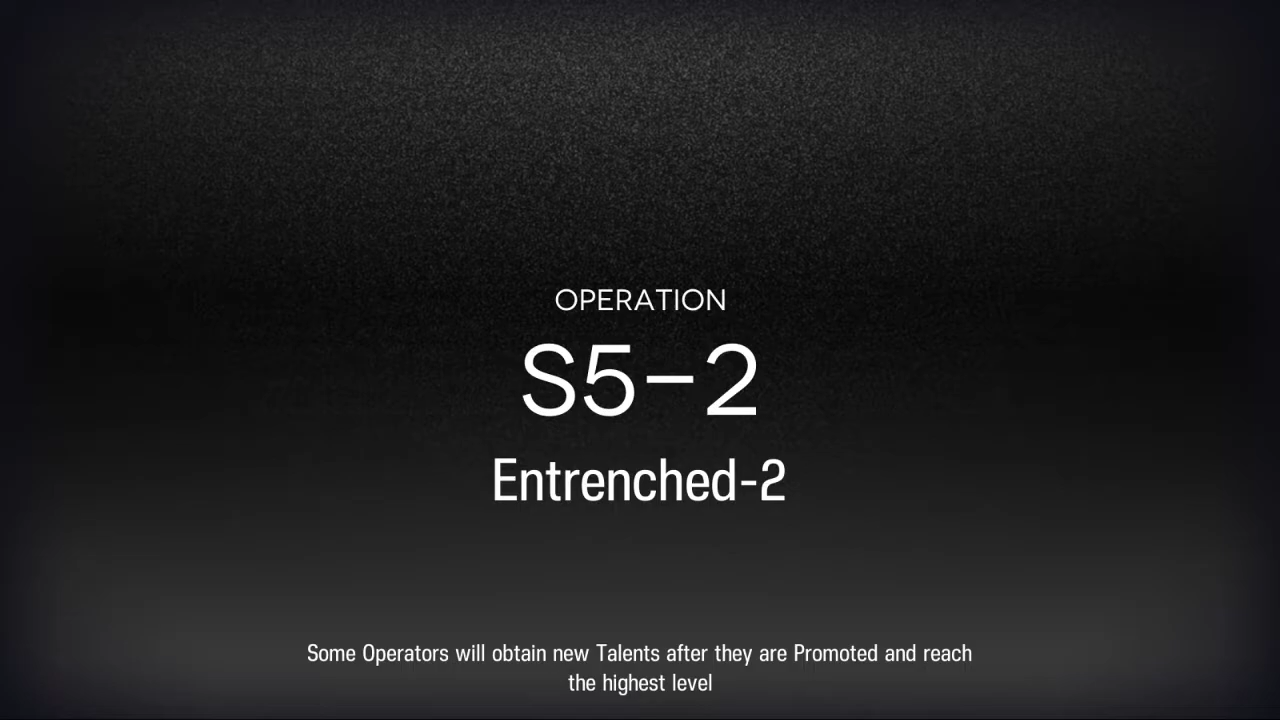 OPERATION
S5-2
Entrenched-2
Some Operators will obtain new Talents after they are Promoted and reach
the highest level